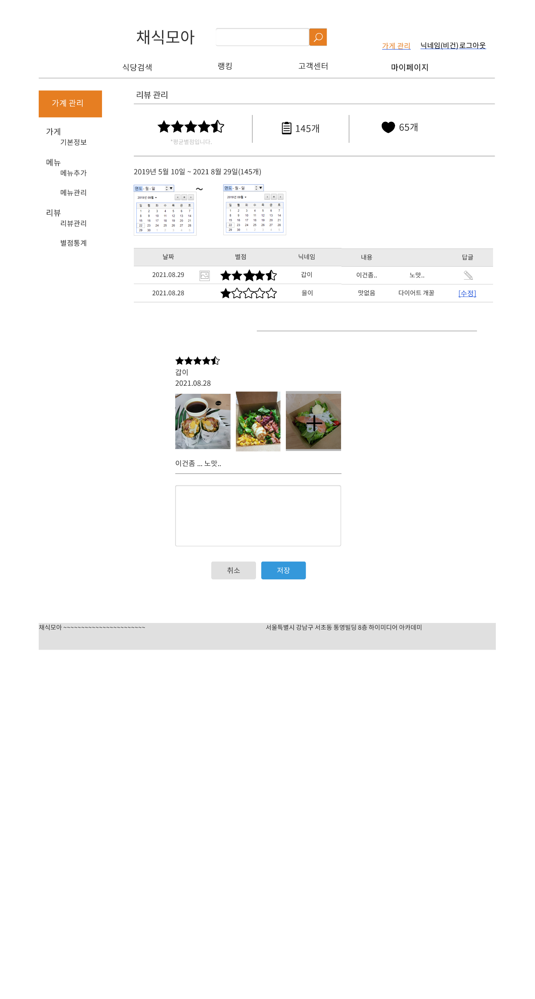 채식모아
가게 관리 닉네임(비건) 로그아웃
식당검색 랭킹 고객센터 마이페이지
가계 관리
가게
기본정보
메뉴
메뉴추가
메뉴관리
리뷰
리뷰관리
별점통계
리뷰 관리
145개 65개
*평균별점입니다.
2019년 5월 10일 ~ 2021 8월 29일(145개)
연도-월-일 ~ 연도-월-일
2019년 09월 2019년 09월
일 월 화 수 목 금 토 일 월 화 수 목 금 토
1 2 3 4 5 6 7 1 2 3 4 5 6 7
8 9 10 11 12 13 14 8 9 10 11 12 13 14
15 16 17 18 19 20 21 15 16 17 18 19 20 21
22 23 24 25 26 27 28 22 23 24 25 26 27 28
29 30 1 2 3 4 5 29 30 1 2 3 4 5
날짜 별점 닉네임 내용 답글
2021.08.29 갑이 이건좀.. 노맛..
2021.08.28 을이 맛없음 다이어트 개꿀 [수정]
갑이
2021.08.28
이건좀 ... 노맛..
취소 저장
채식모아 ~~~~~~~~~~~~~~~~~~~~~~~ 서울특별시 강남구 서초동 통영빌딩 8층 하이미디어 아카데미